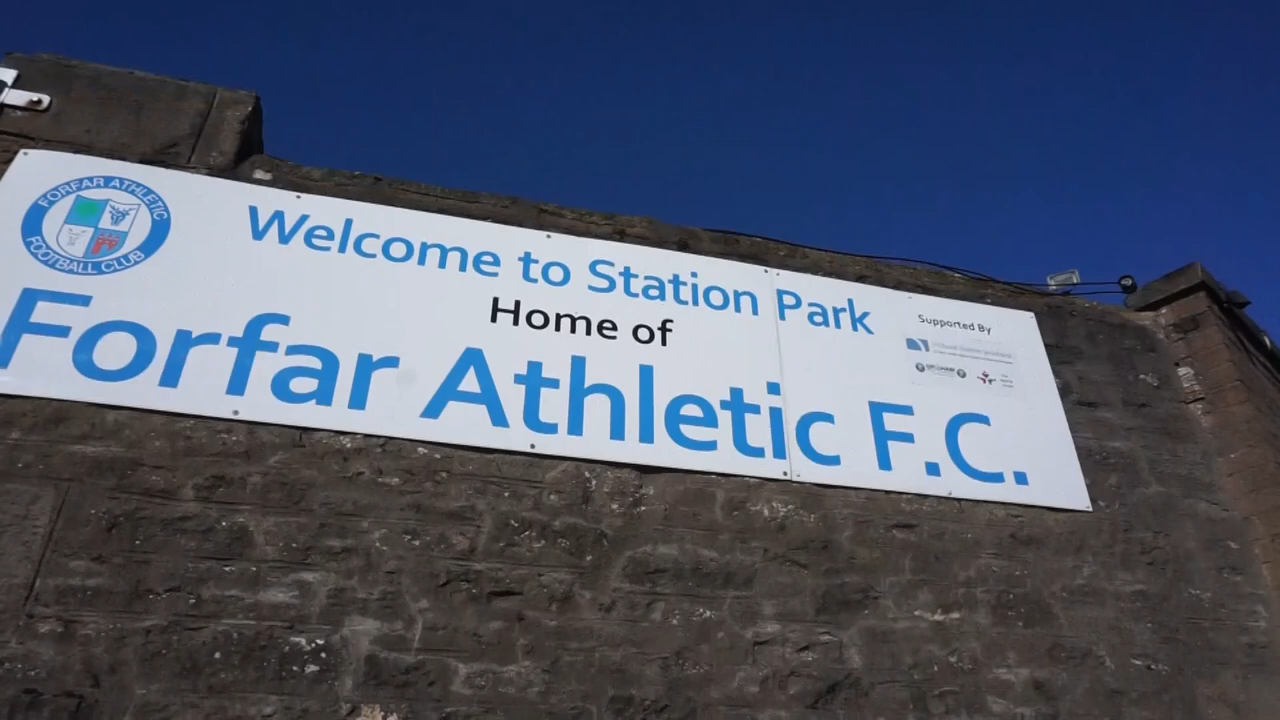 FORFAR ATHLETIC
FOOTBALL CLUB
Welcome to Station Park
Home of
Forfar Athletic F.C.
Supported By